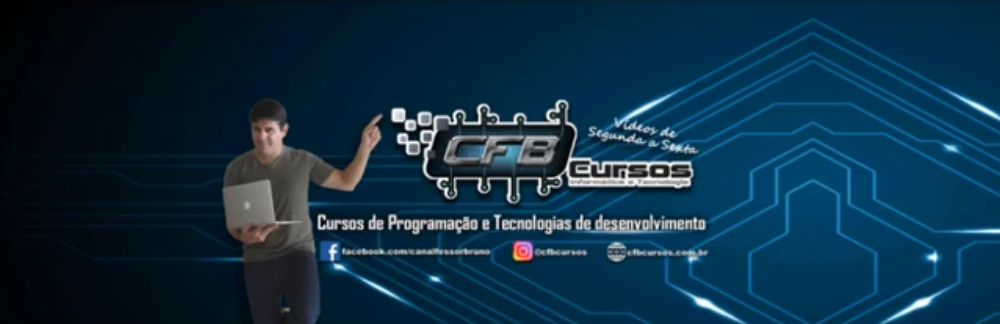 CFB
Cursos
Informática e Tecnologia
Vídeos de
Segunda a Sexta
Cursos de Programação e Tecnologias de desenvolvimento
facebook.com/canalfessorbruno
@cfbcursos
cfbcursos.com.br